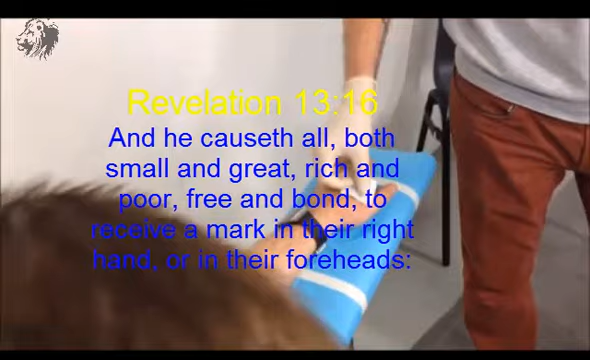 Revelation 13:16
And he causeth all, both
small and great, rich and
poor, free and bond, to
receive a mark in their right
hand, or in their foreheads: